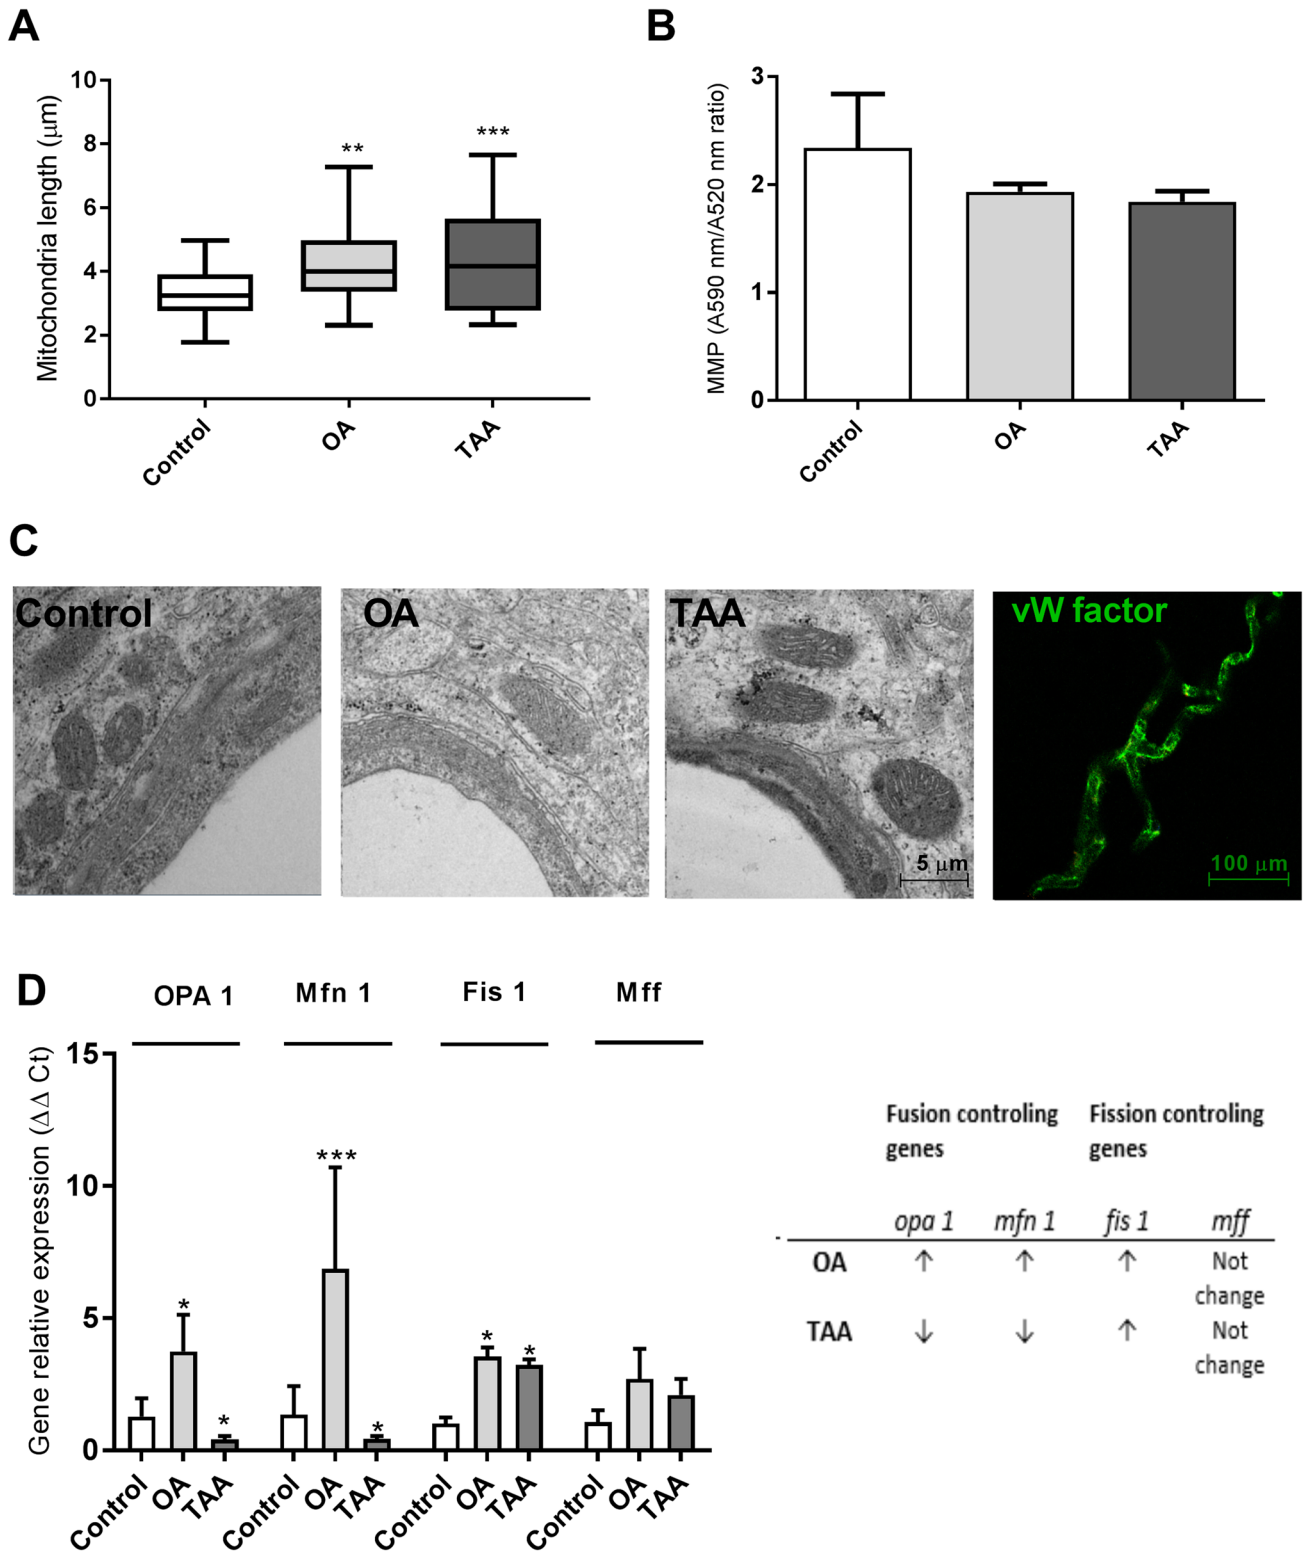 A
B
Mitochondria length (μm)
10
8
6
4
2
0
**
***
Control
OA
TAA
MMP (A590 nm/A520 nm ratio)
3
2
1
0
Control
OA
TAA
C
Control
OA
TAA
5 μm
vW factor
100 μm
D
OPA 1
Mfn 1
Fis 1
Mff
Gene relative expression (ΔΔ Ct)
15
10
5
0
*
*
***
*
*
*
Control
OA
TAA
Control
OA
TAA
Control
OA
TAA
Control
OA
TAA
Fusion controling
genes
Fission controling
genes
opa 1 mfn 1 fis 1 mff
OA ↑ ↑ ↑ Not
change
TAA ↓ ↓ ↑ Not
change